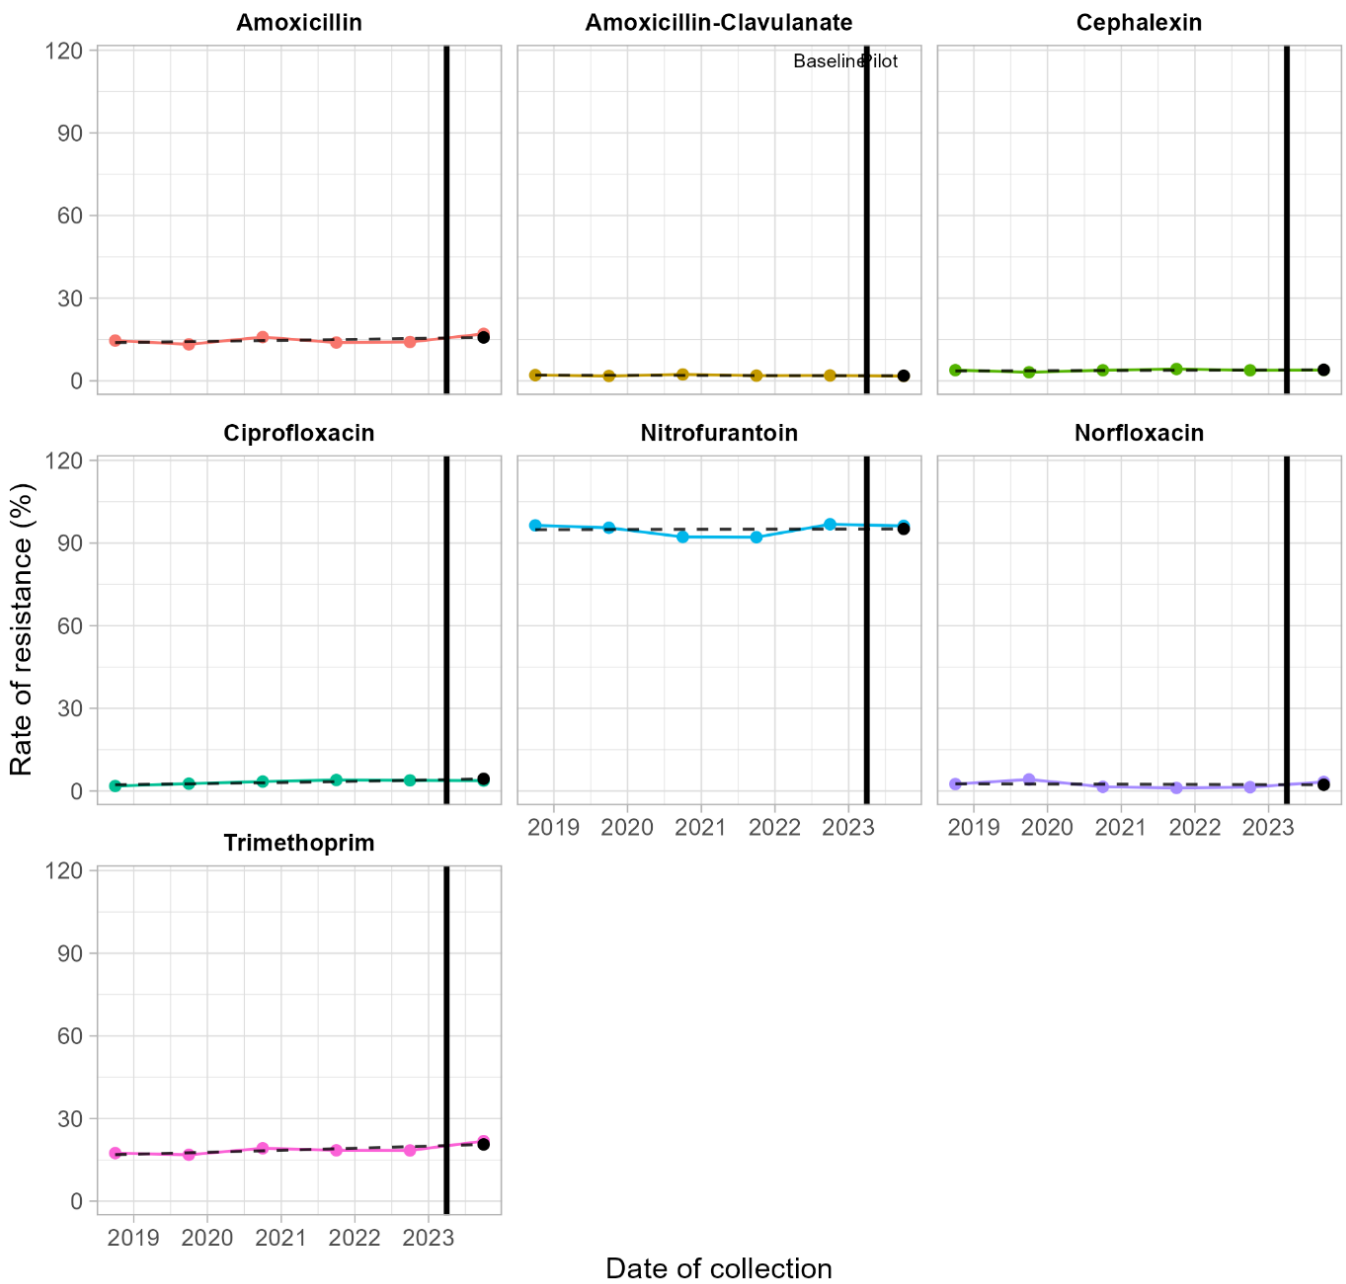 Amoxicillin
Amoxicillin-Clavulanate
Cephalexin
120
90
60
30
0
Baseline
Pilot
Ciprofloxacin
Nitrofurantoin
Norfloxacin
Rate of resistance (%)
120
90
60
30
0
2019 2020 2021 2022 2023
2019 2020 2021 2022 2023
Trimethoprim
120
90
60
30
0
2019 2020 2021 2022 2023
Date of collection